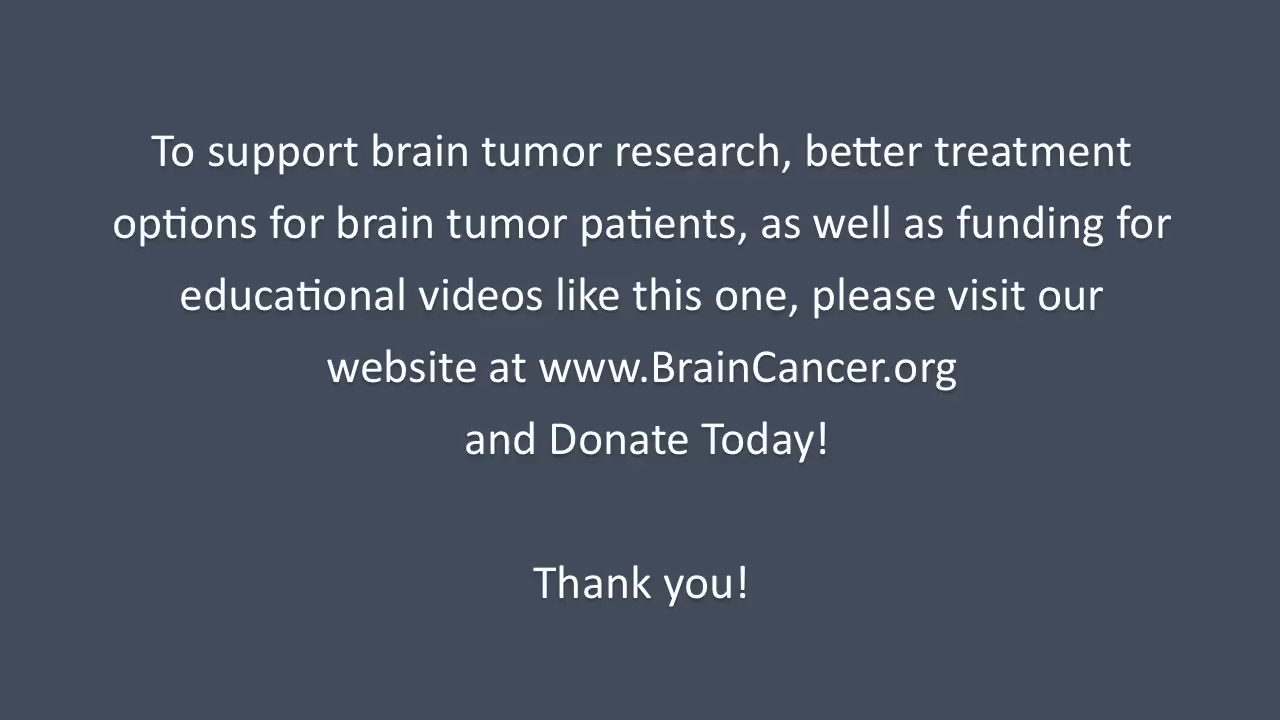 To support brain tumor research, better treatment
options for brain tumor patients, as well as funding for
educational videos like this one, please visit our
website at www.BrainCancer.org
and Donate Today!
Thank you!